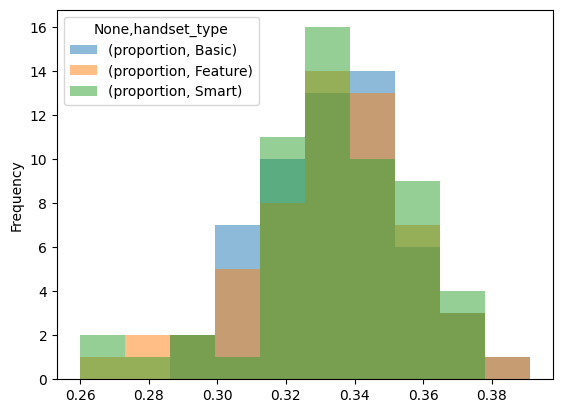 None,handset_type
(proportion, Basic)
(proportion, Feature)
(proportion, Smart)
Frequency
16
14
12
10
8
6
4
2
0
0.26 0.28 0.30 0.32 0.34 0.36 0.38